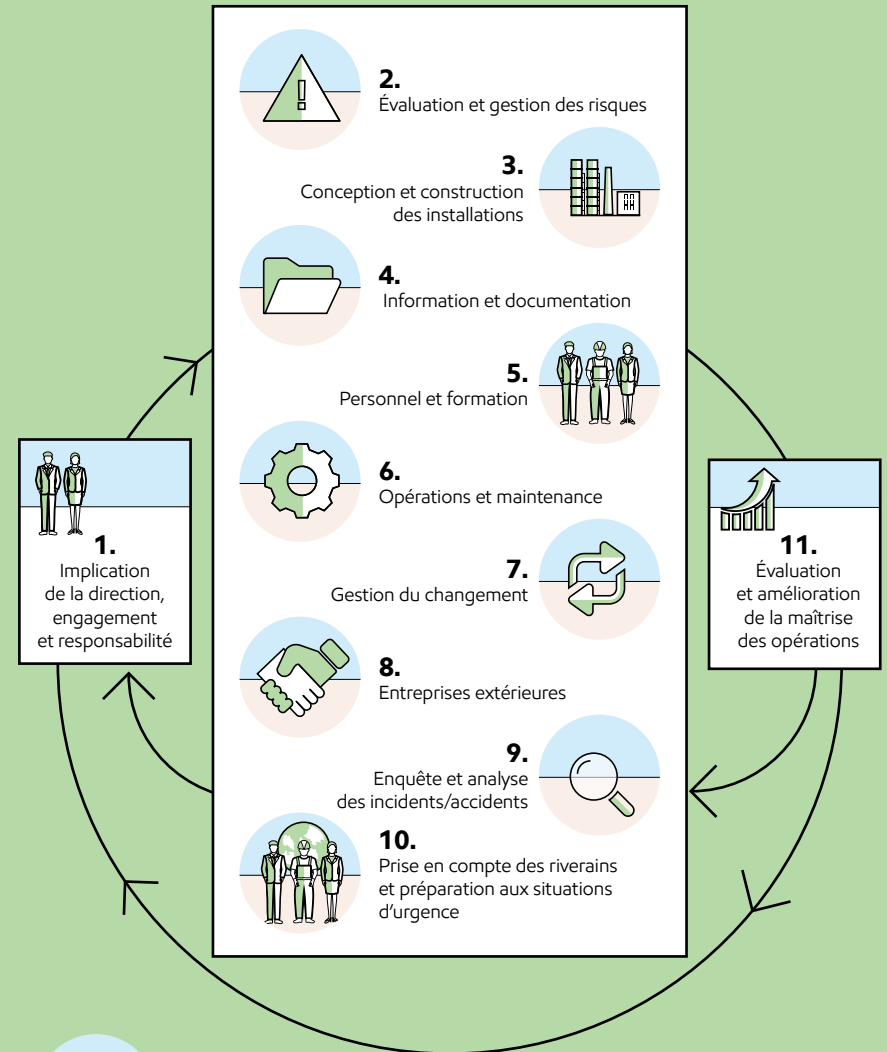 2.
Évaluation et gestion des risques
3.
Conception et construction
des installations
4.
Information et documentation
5.
Personnel et formation
6.
Opérations et maintenance
7.
Gestion du changement
8.
Entreprises extérieures
9.
Enquête et analyse
des incidents/accidents
10.
Prise en compte des riverains
et préparation aux situations
d’urgence
1.
Implication
de la direction,
engagement
et responsabilité
11.
Évaluation
et amélioration
de la maîtrise
des opérations